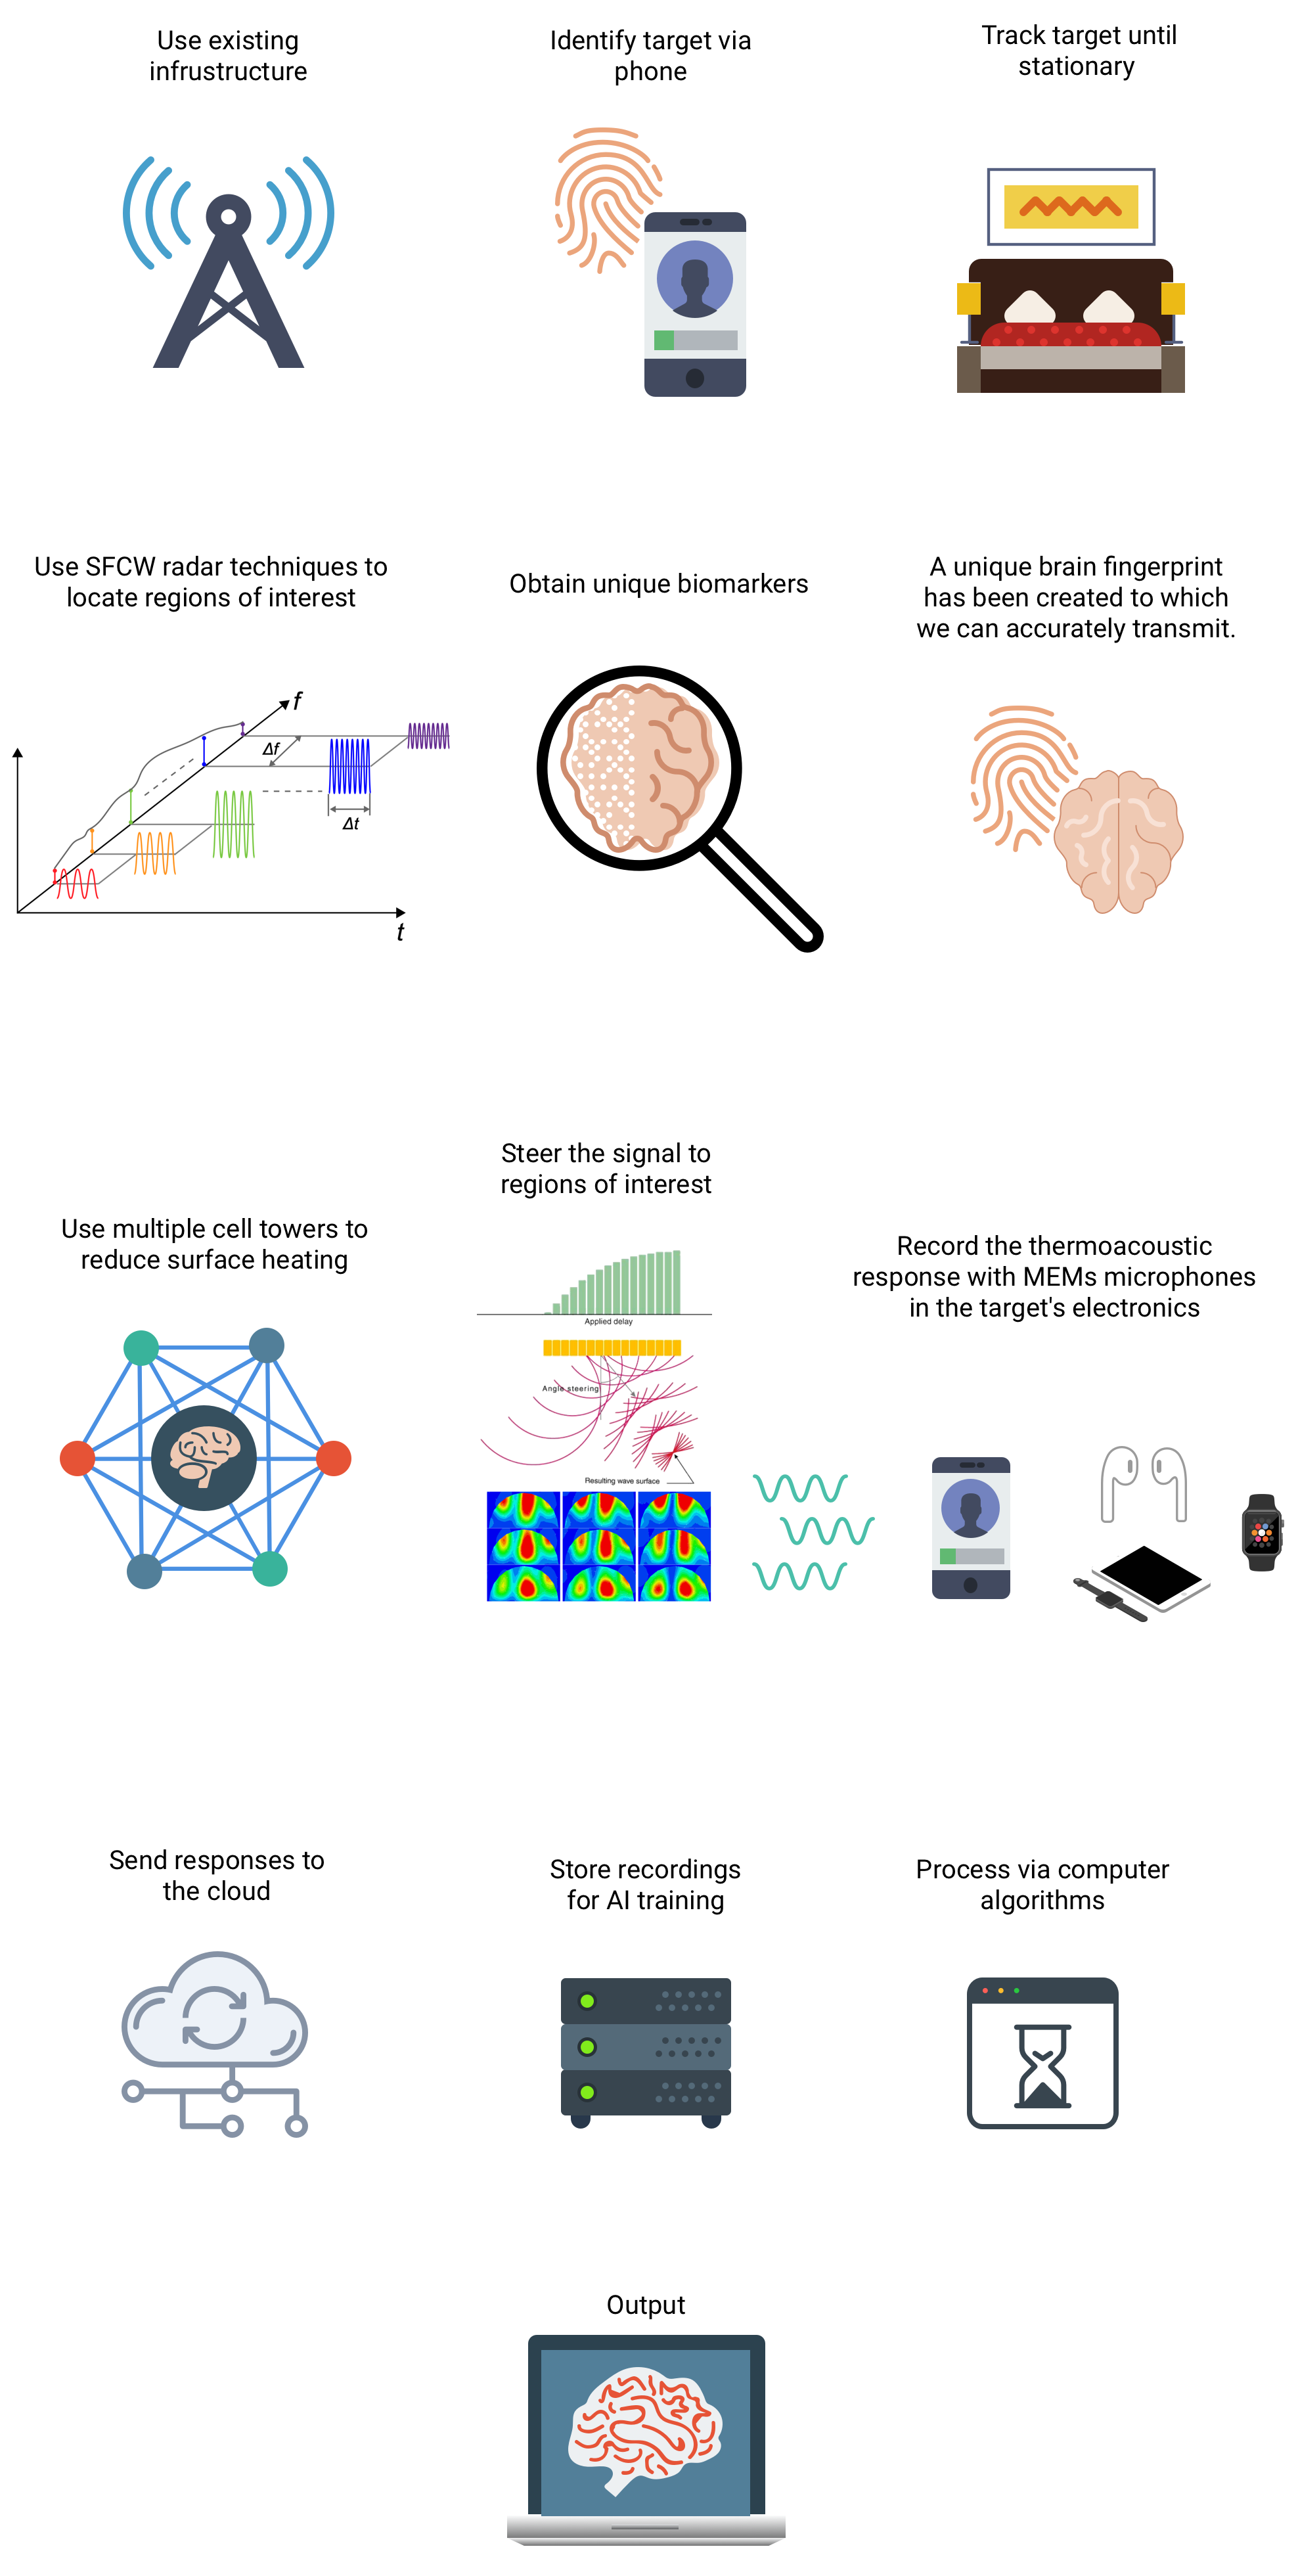 Use existing
infrustructure
Identify target via
phone
Track target until
stationary
Use SFCW radar techniques to
locate regions of interest
f
Δf
Δt
t
Obtain unique biomarkers
A unique brain fingerprint
has been created to which
we can accurately transmit.
Use multiple cell towers to
reduce surface heating
Steer the signal to
regions of interest
Applied delay
Angle steering
Resulting wave surface
Record the thermoacoustic
response with MEMs microphones
in the target's electronics
Send responses to
the cloud
Store recordings
for AI training
Process via computer
algorithms
Output